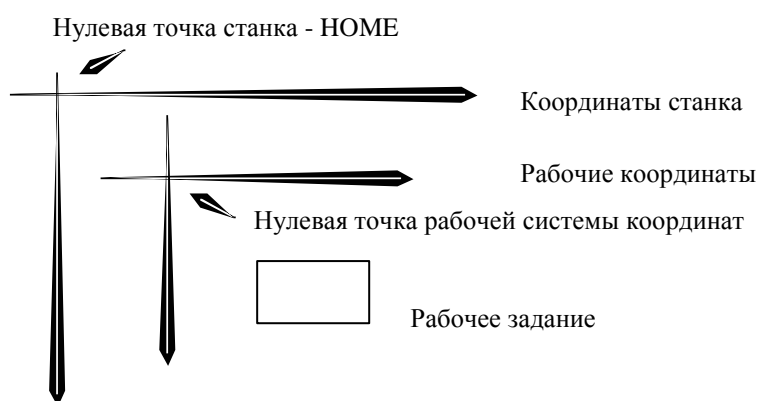 Нулевая точка станка - HOME
Координаты станка
Рабочие координаты
Нулевая точка рабочей системы координат
Рабочее задание